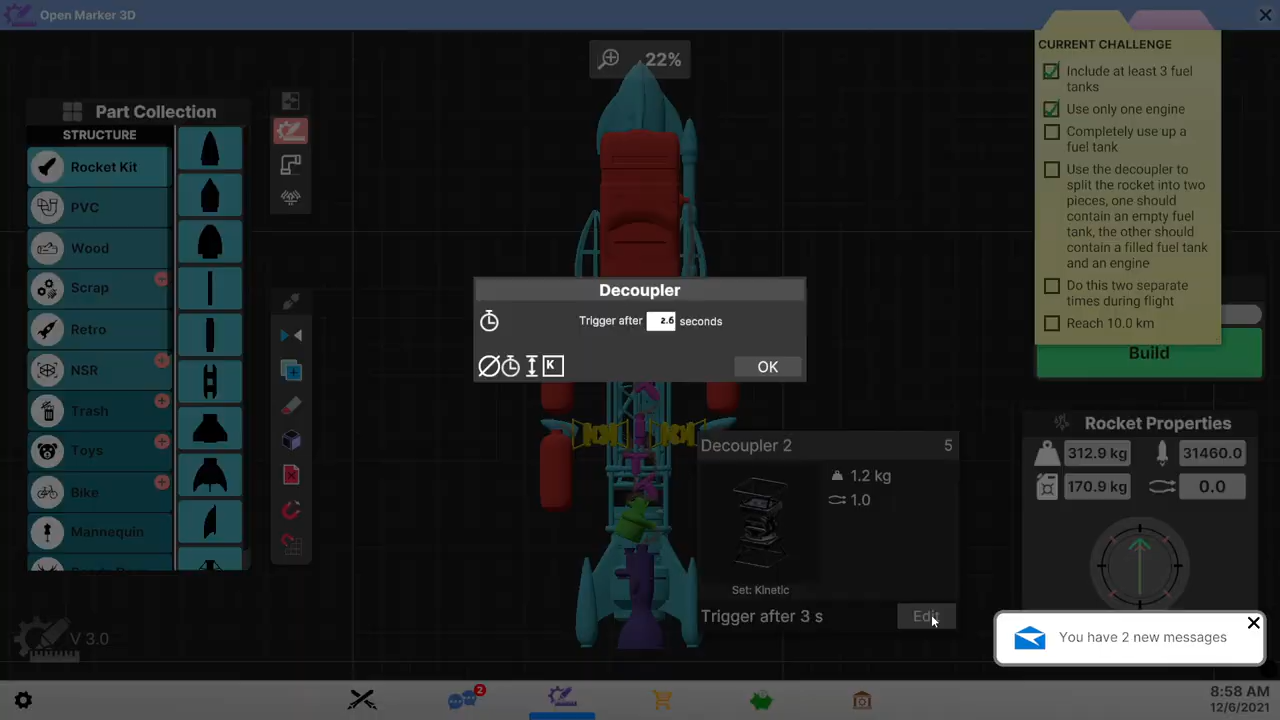 Open Marker 3D
22%
Part Collection
STRUCTURE
Rocket Kit
PVC
Wood
Scrap
Retro
NSR
Trash
Toys
Bike
Mannequin
V 3.0
CURRENT CHALLENGE
Include at least 3 fuel
tanks
Use only one engine
Completely use up a
fuel tank
Use the decoupler to
split the rocket into two
pieces, one should
contain an empty fuel
tank, the other should
contain a filled fuel tank
and an engine
Do this two separate
times during flight
Reach 10.0 km
Build
Decoupler
Trigger after 2.6 seconds
K
OK
Decoupler 2 5
1.2 kg
1.0
Set: Kinetic
Trigger after 3 s Edit
Rocket Properties
312.9 kg 31460.0
170.9 kg 0.0
You have 2 new messages
2
8:58 AM
12/6/2021